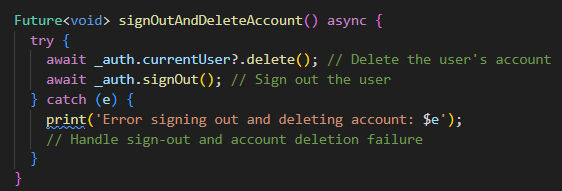 Future<void> signOutAndDeleteAccount() async {
  try {
    await _auth.currentUser?.delete(); // Delete the user's account
    await _auth.signOut(); // Sign out the user
  } catch (e) {
    print('Error signing out and deleting account: $e');
    // Handle sign-out and account deletion failure
  }
}